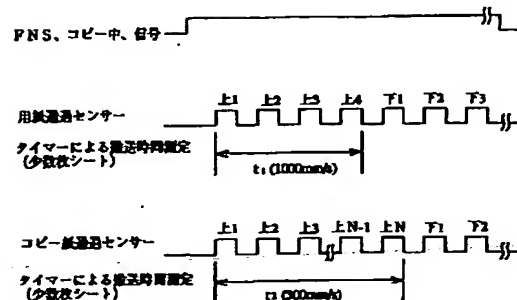 FNS、コピー中、信号
上1 上2 上3 上4 下1 下2 下3
用紙通過センサー
タイマーによる搬送時間測定
(少数枚シート)
t₁ (1000mm/s)
上1 上2 上3 上N-1 上N 下1 下2
コピー紙通過センサー
タイマーによる搬送時間測定
(少数枚シート)
t₂ (300mm/s)